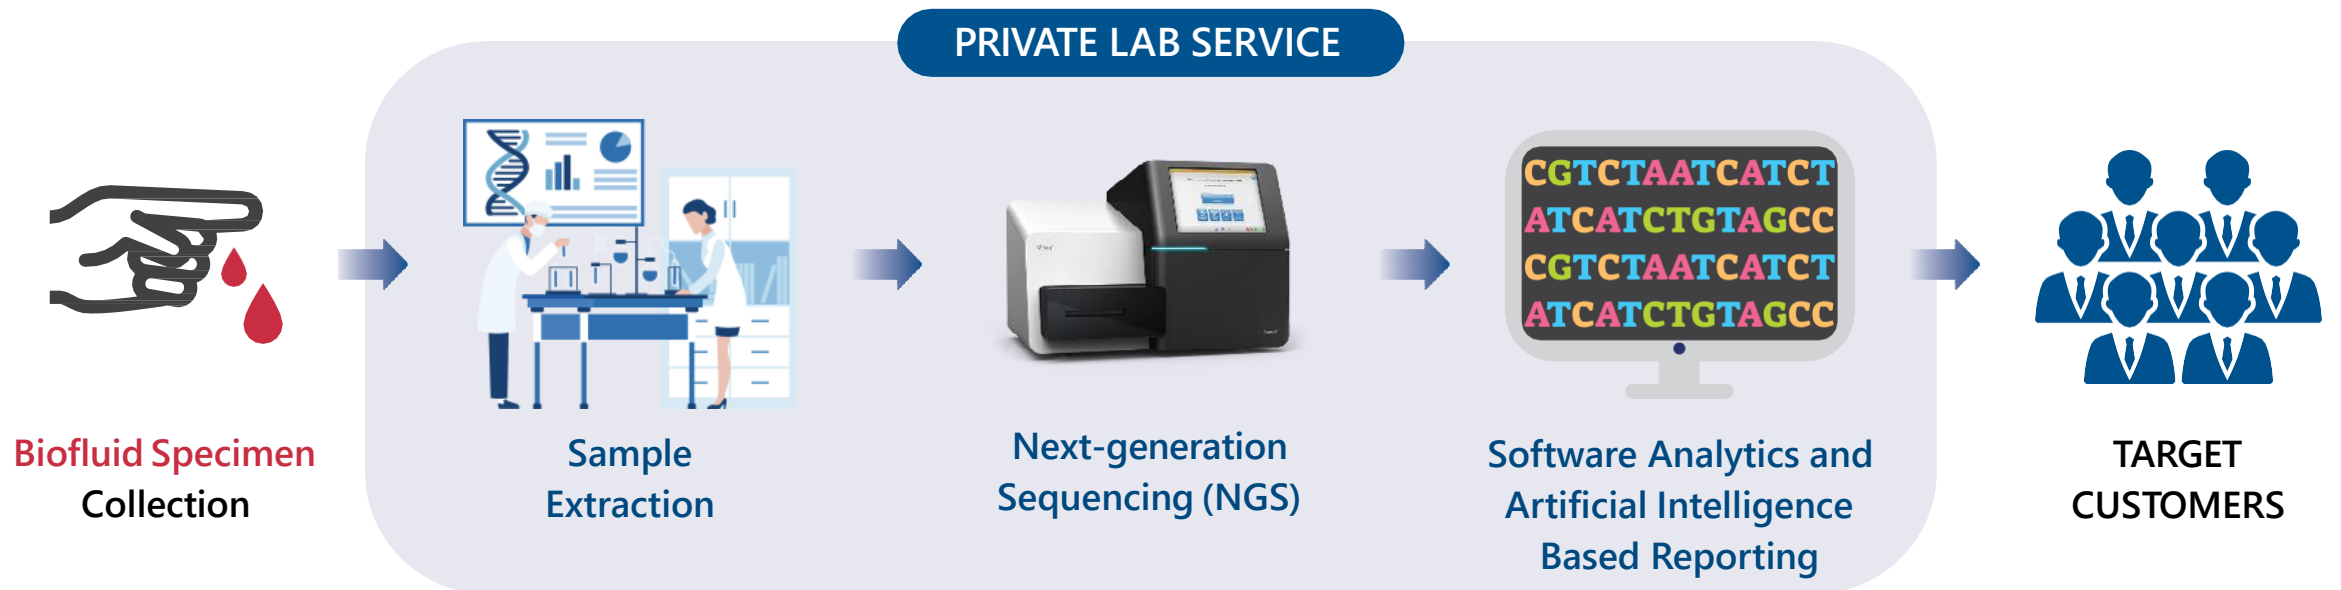 PRIVATE LAB SERVICE
CGTCTAATCATCT
ATCATCTGTAGCC
CGTCTAATCATCT
ATCATCTGTAGCC
Biofluid Specimen
Collection
Sample
Extraction
Next-generation
Sequencing (NGS)
Software Analytics and
Artificial Intelligence
Based Reporting
TARGET
CUSTOMERS